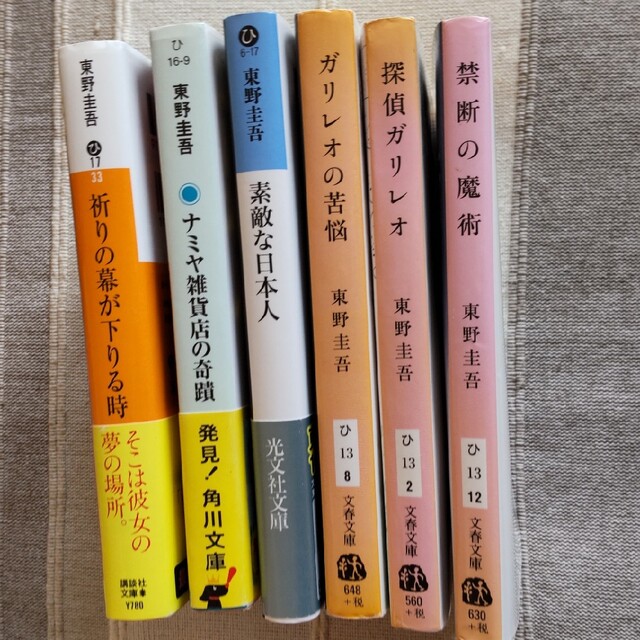 東野圭吾
ひ
17
33
祈りの幕が下りる時
そこは彼女の
夢の場所。
講談社
文庫
¥780
ひ
16-9
東野圭吾
ナミヤ雑貨店の奇蹟
発見!角川文庫
ひ
6-17
東野圭吾
素敵な日本人
光文社文庫
ガリレオの苦悩
東野圭吾
ひ
13
8
文春文庫
648
+税
探偵ガリレオ
東野圭吾
ひ
13
2
文春文庫
560
+税
禁断の魔術
東野圭吾
ひ
13
12
文春文庫
630
+税